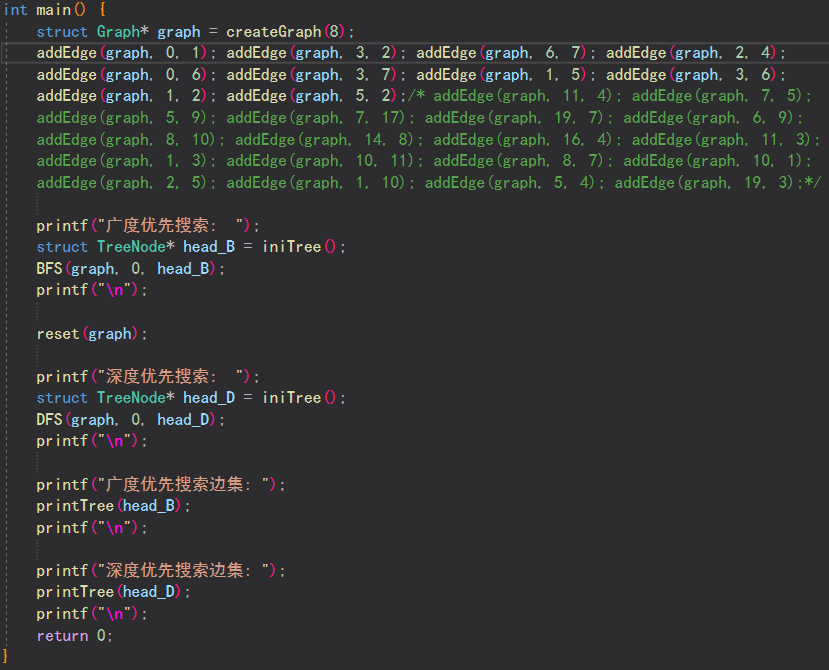 int main() {
struct Graph* graph = createGraph(8);
addEdge(graph, 0, 1); addEdge(graph, 3, 2); addEdge(graph, 6, 7); addEdge(graph, 2, 4);
addEdge(graph, 0, 6); addEdge(graph, 3, 7); addEdge(graph, 1, 5); addEdge(graph, 3, 6);
addEdge(graph, 1, 2); addEdge(graph, 5, 2);/* addEdge(graph, 11, 4); addEdge(graph, 7, 5);
addEdge(graph, 5, 9); addEdge(graph, 7, 17); addEdge(graph, 19, 7); addEdge(graph, 6, 9);
addEdge(graph, 8, 10); addEdge(graph, 14, 8); addEdge(graph, 16, 4); addEdge(graph, 11, 3);
addEdge(graph, 1, 3); addEdge(graph, 10, 11); addEdge(graph, 8, 7); addEdge(graph, 10, 1);
addEdge(graph, 2, 5); addEdge(graph, 1, 10); addEdge(graph, 5, 4); addEdge(graph, 19, 3);*/
printf("广度优先搜索: ");
struct TreeNode* head_B = iniTree();
BFS(graph, 0, head_B);
printf("\n");
reset(graph);
printf("深度优先搜索: ");
struct TreeNode* head_D = iniTree();
DFS(graph, 0, head_D);
printf("\n");
printf("广度优先搜索边集: ");
printTree(head_B);
printf("\n");
printf("深度优先搜索边集: ");
printTree(head_D);
printf("\n");
return 0;
}